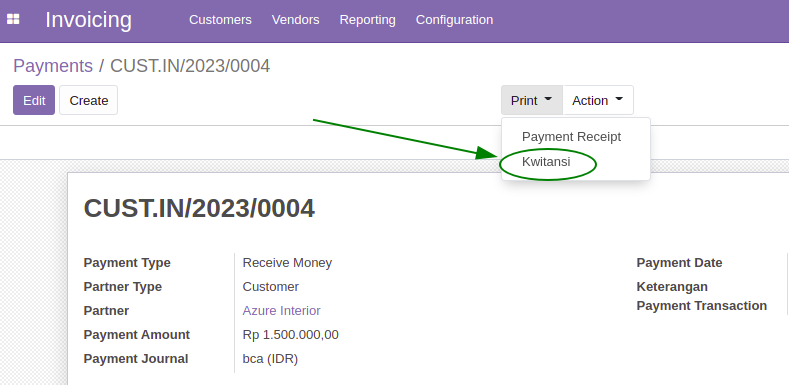 Invoicing Customers Vendors Reporting Configuration
Payments / CUST.IN/2023/0004
Edit Create Print Action
Payment Receipt
Kwitansi
CUST.IN/2023/0004
Payment Type Receive Money Payment Date
Partner Type Customer Keterangan
Partner Azure Interior Payment Transaction
Payment Amount Rp 1.500.000,00
Payment Journal bca (IDR)